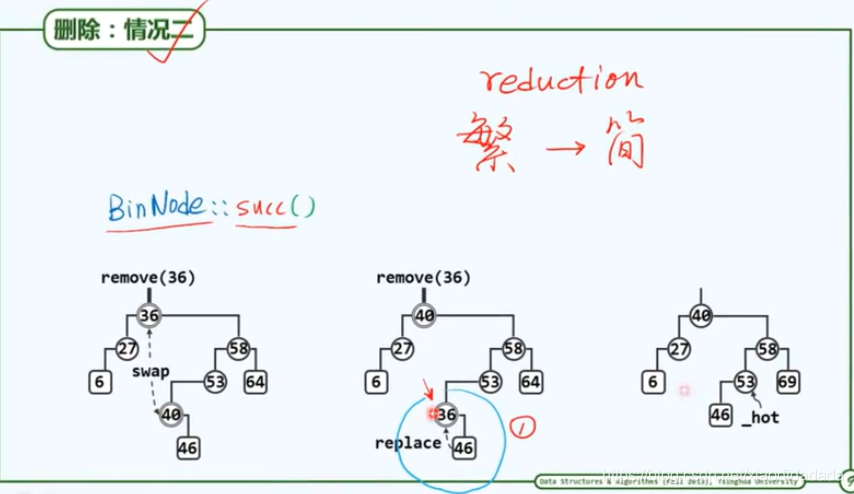 删除：情况二
reduction
繁 → 简
BinNode::succ()
remove(36)
36
27
58
6
swap
53
64
40
46
remove(36)
40
27
58
6
53
64
36
replace
46
①
40
27
58
6
53
69
46
_hot
Data Structures & Algorithms (Fall 2013), Tsinghua University